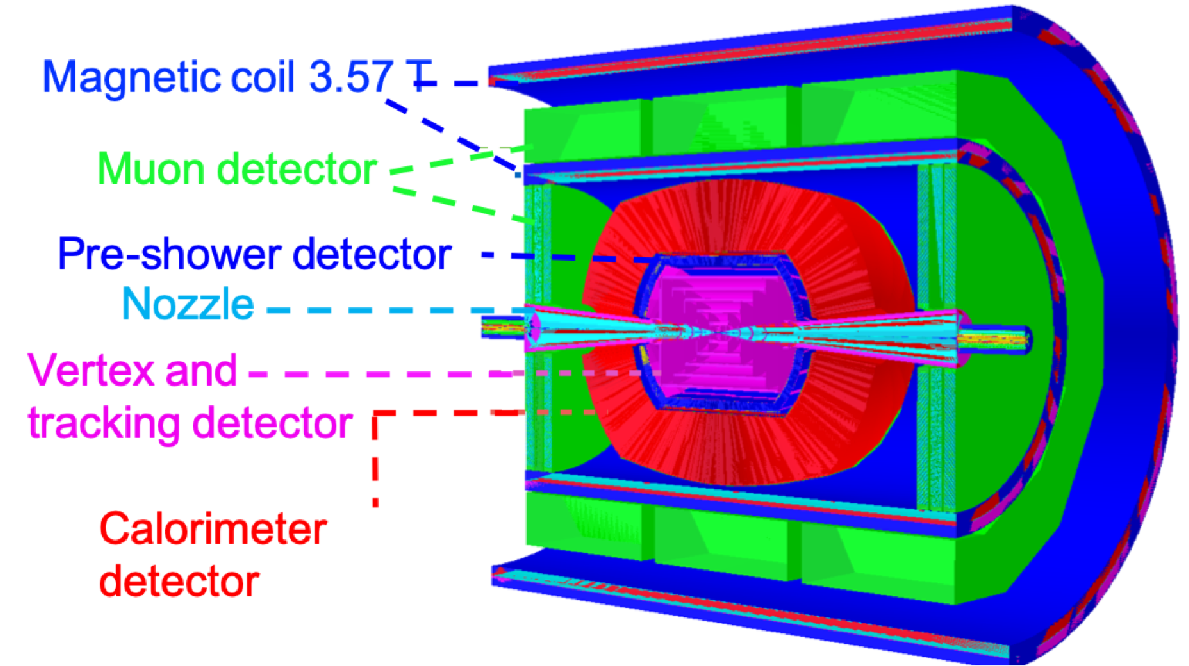 Magnetic coil 3.57 T
Muon detector
Pre-shower detector
Nozzle
Vertex and
tracking detector
Calorimeter
detector